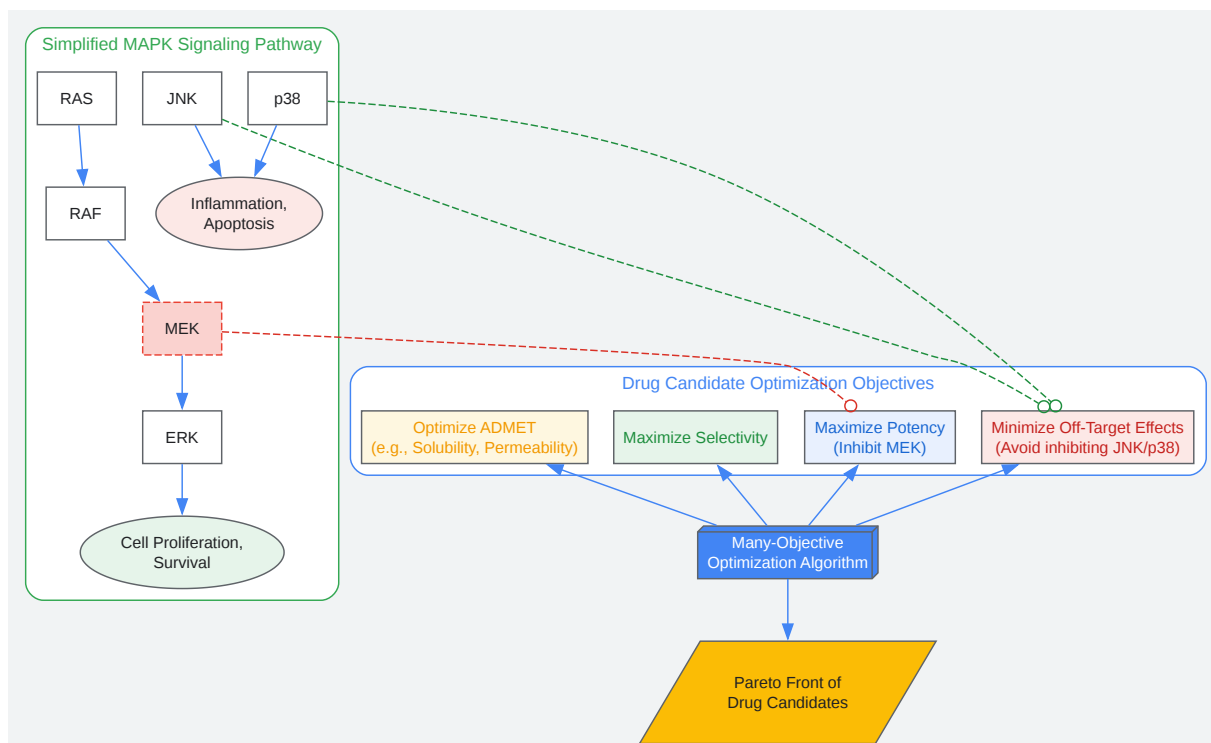 Simplified MAPK Signaling Pathway
RAS
JNK
p38
RAF
Inflammation,
Apoptosis
MEK
ERK
Cell Proliferation,
Survival
Drug Candidate Optimization Objectives
Optimize ADMET
(e.g., Solubility, Permeability)
Maximize Selectivity
Maximize Potency
(Inhibit MEK)
Minimize Off-Target Effects
(Avoid inhibiting JNK/p38)
Many-Objective
Optimization Algorithm
Pareto Front of
Drug Candidates